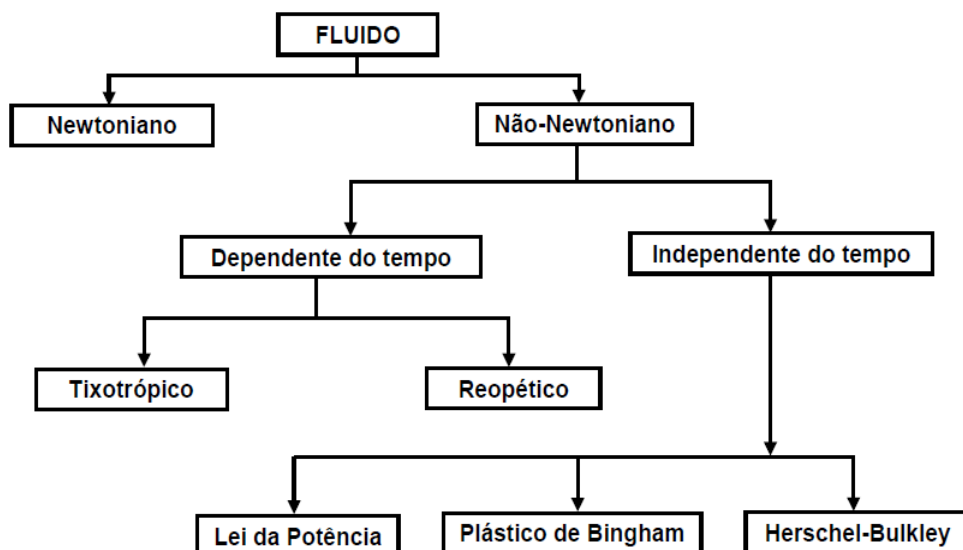 FLUIDO
Newtoniano
Não-Newtoniano
Dependente do tempo
Independente do tempo
Tixotrópico
Reopético
Lei da Potência
Plástico de Bingham
Herschel-Bulkley